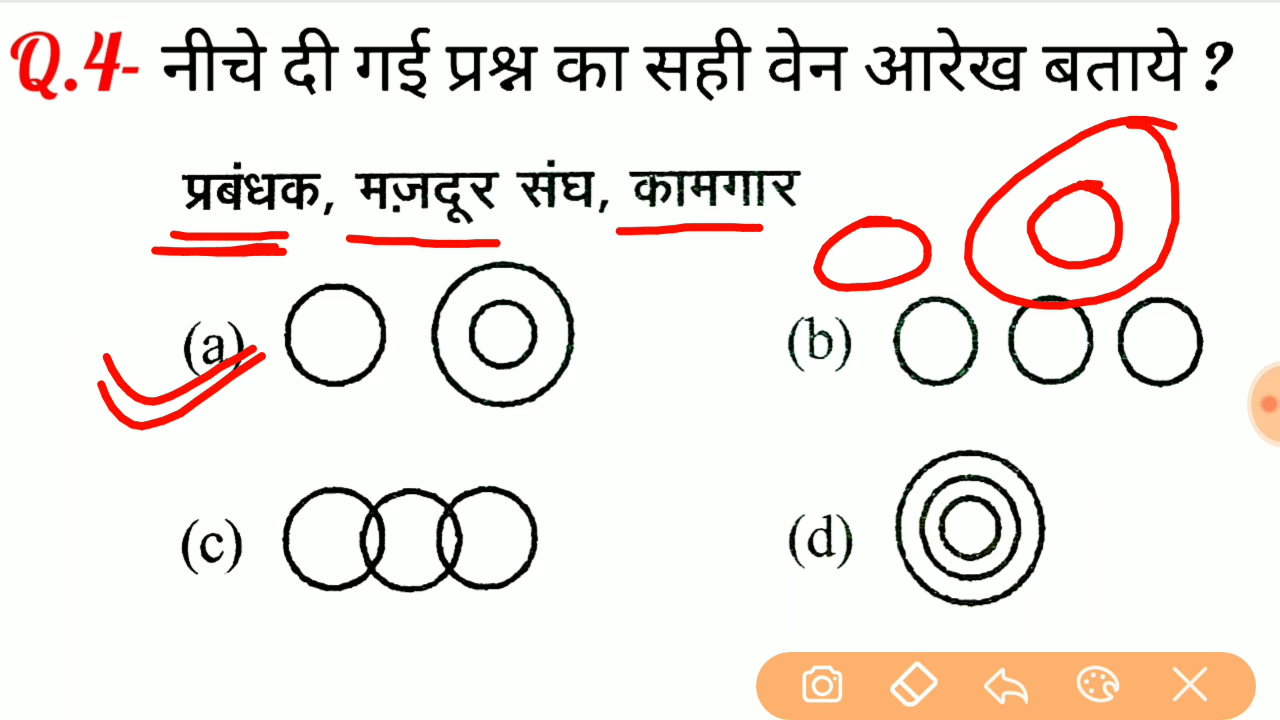 Q.4- नीचे दी गई प्रश्न का सही वेन आरेख बताये ?
प्रबंधक, मज़दूर संघ, कामगार
(a) (b)
(c) (d)